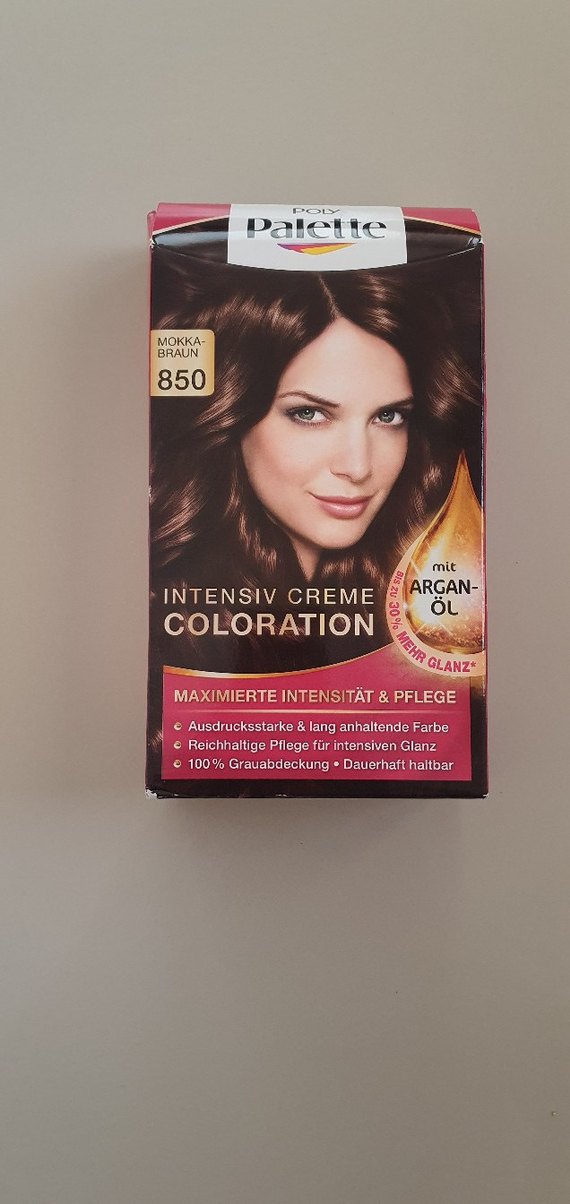 POLY
Palette
MOKKA-
BRAUN
850
mit
ARGAN-
ÖL
BIS ZU 30% MEHR GLANZ*
INTENSIV CREME
COLORATION
MAXIMIERTE INTENSITÄT & PFLEGE
Ausdrucksstarke & lang anhaltende Farbe
Reichhaltige Pflege für intensiven Glanz
100% Grauabdeckung • Dauerhaft haltbar